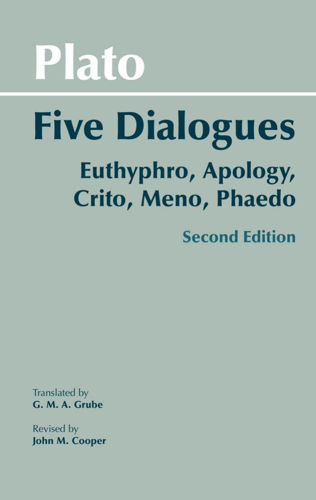 Plato
Five Dialogues
Euthyphro, Apology,
Crito, Meno, Phaedo
Second Edition
Translated by
G. M. A. Grube
Revised by
John M. Cooper